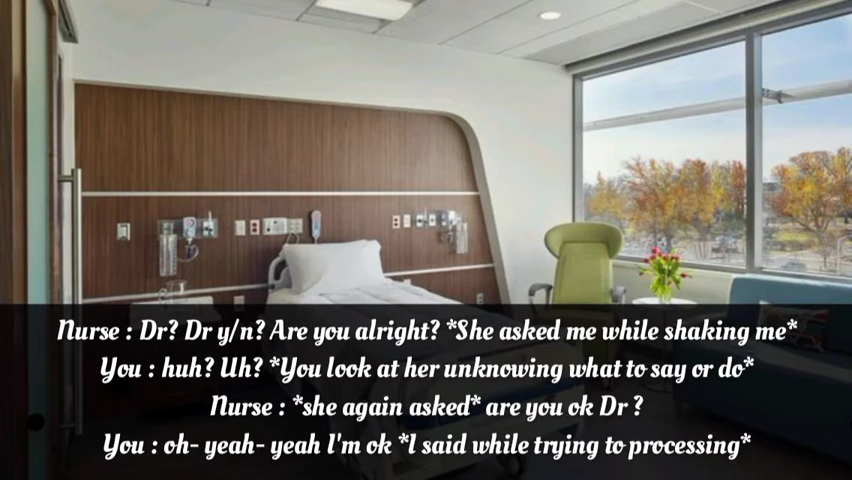 Nurse : Dr? Dr y/n? Are you alright? *She asked me while shaking me*
You : huh? Uh? *You look at her unknowing what to say or do*
Nurse : *she again asked* are you ok Dr ?
You : oh- yeah- yeah I'm ok *I said while trying to processing*